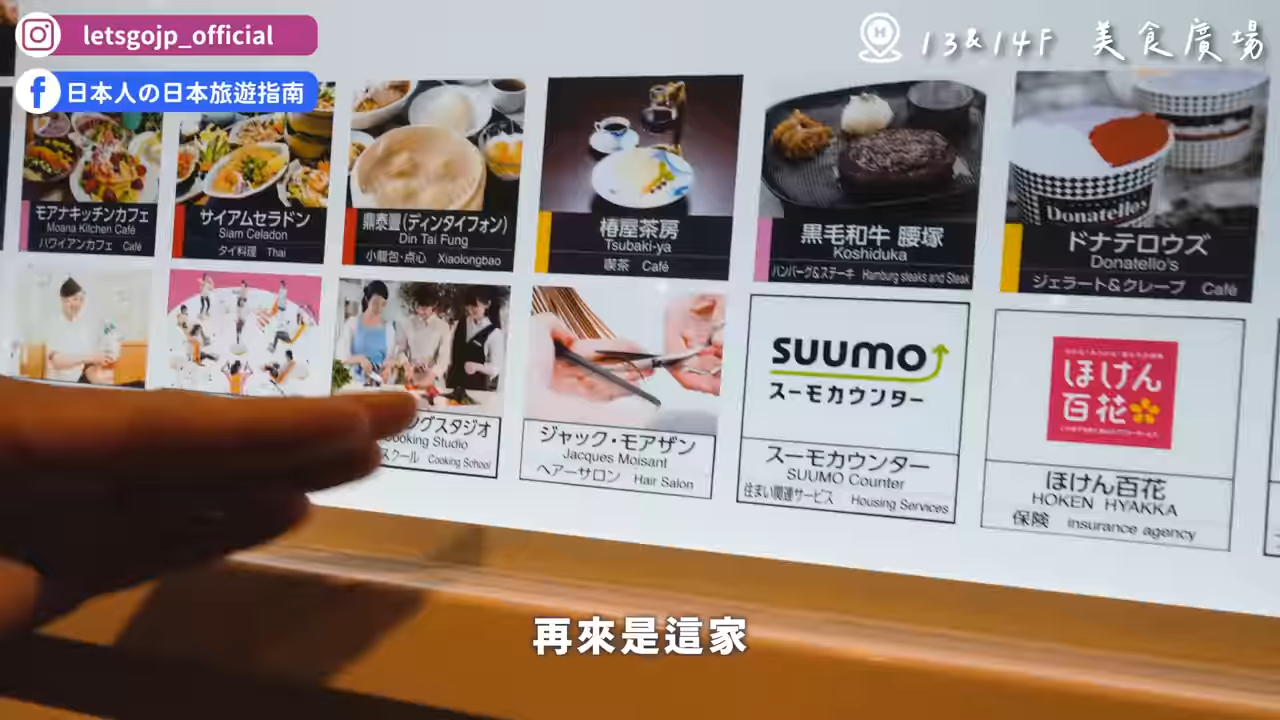 letsgojp_official
日本人の日本旅遊指南
13&14F 美食廣場
モアナキッチンカフェ
Moana Kitchen Café
ハワイアンカフェ Café
サイアムセラドン
Siam Celadon
タイ料理 Thai
鼎泰豐(ディンタイフォン)
Din Tai Fung
小籠包・点心 Xiaolongbao
椿屋茶房
Tsubaki-ya
喫茶 Café
黒毛和牛 腰塚
Koshiduka
ハンバーグ&ステーキ Hamburg steaks and Steak
Donatello's
ドナテロウズ
Donatello's
ジェラート&クレープ Café
ングスタジオ
Cooking Studio
スクール Cooking School
ジャック・モアザン
Jacques Moisant
ヘアーサロン Hair Salon
suumo
スーモカウンター
スーモカウンター
SUUMO Counter
住まい関連サービス Housing Services
ほけん
百花
ほけん百花
HOKEN HYAKKA
保険 insurance agency
再來是這家